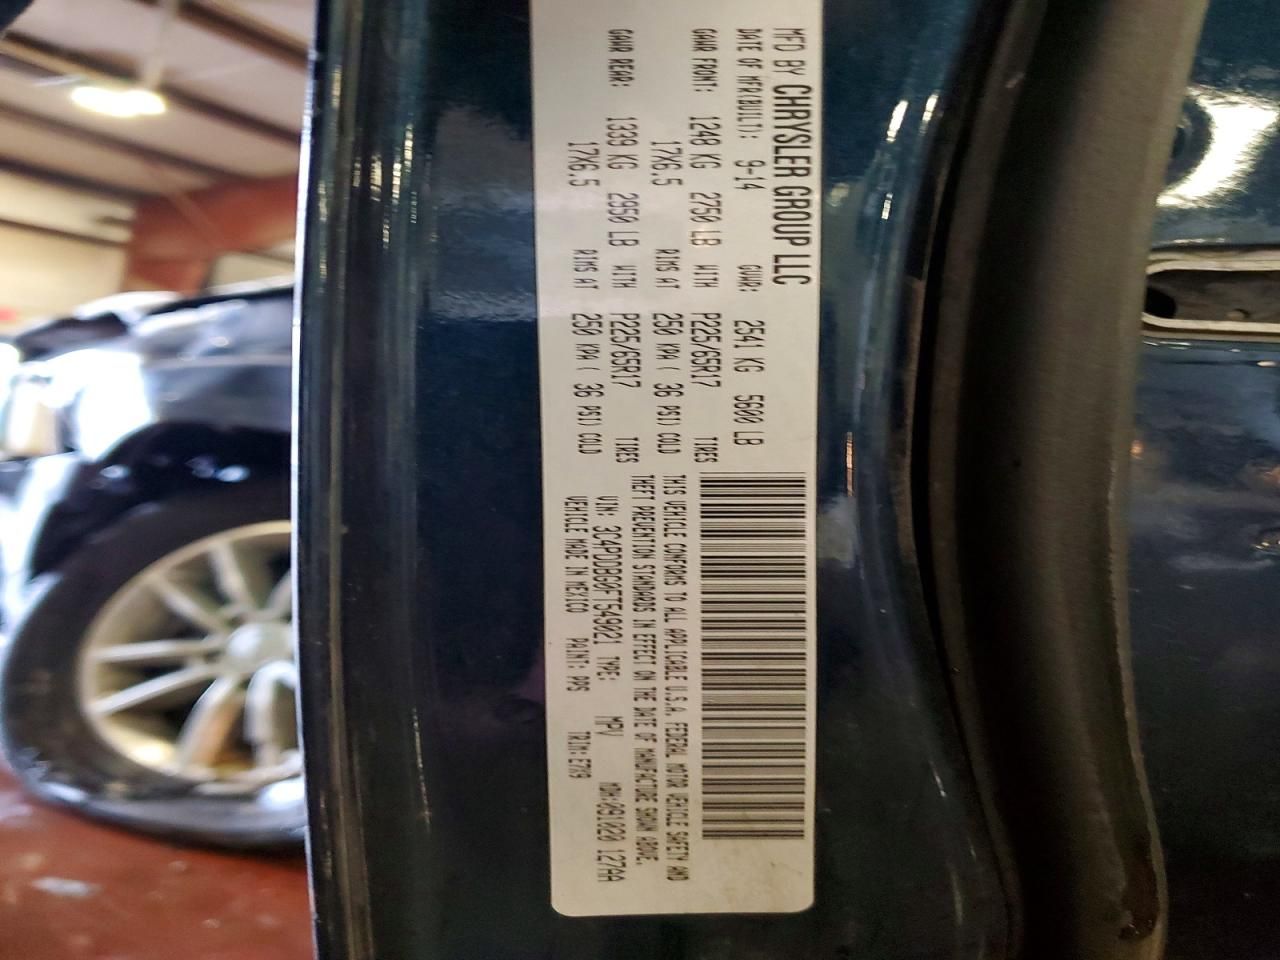 MFD BY CHRYSLER GROUP LLC
DATE OF MFR(BUILT): 9-14 GVWR: 2541 KG 5600 LB
GAWR FRONT: 1248 KG 2750 LB WITH P225/65R17 TIRES
17X6.5 RIMS AT 250 KPA ( 36 PSI) COLD
GAWR REAR: 1339 KG 2950 LB WITH P225/65R17 TIRES
17X6.5 RIMS AT 250 KPA ( 36 PSI) COLD
THIS VEHICLE CONFORMS TO ALL APPLICABLE U.S.A. FEDERAL MOTOR VEHICLE SAFETY AND
THEFT PREVENTION STANDARDS IN EFFECT ON THE DATE OF MANUFACTURE SHOWN ABOVE.
VIN: 3C4PDDBG0FT549021 TYPE: MPV MDH:091020 127AA
VEHICLE MADE IN MEXICO PAINT: PPS TRIM:E7X9